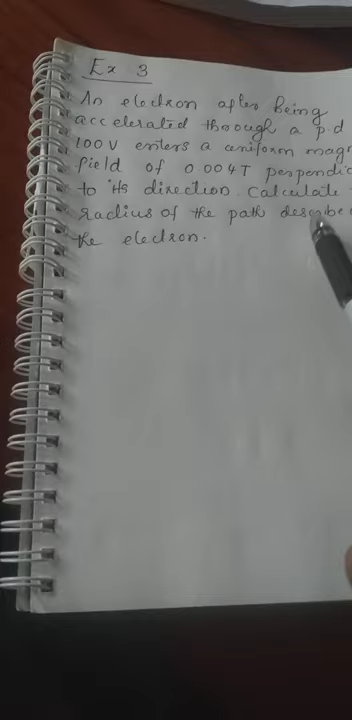 Ex 3
An electron after being
accelerated through a p.d
100V enters a uniform magn
field of 0.004T perpendic
to its direction. Calculate
radius of the path describe
the electron.